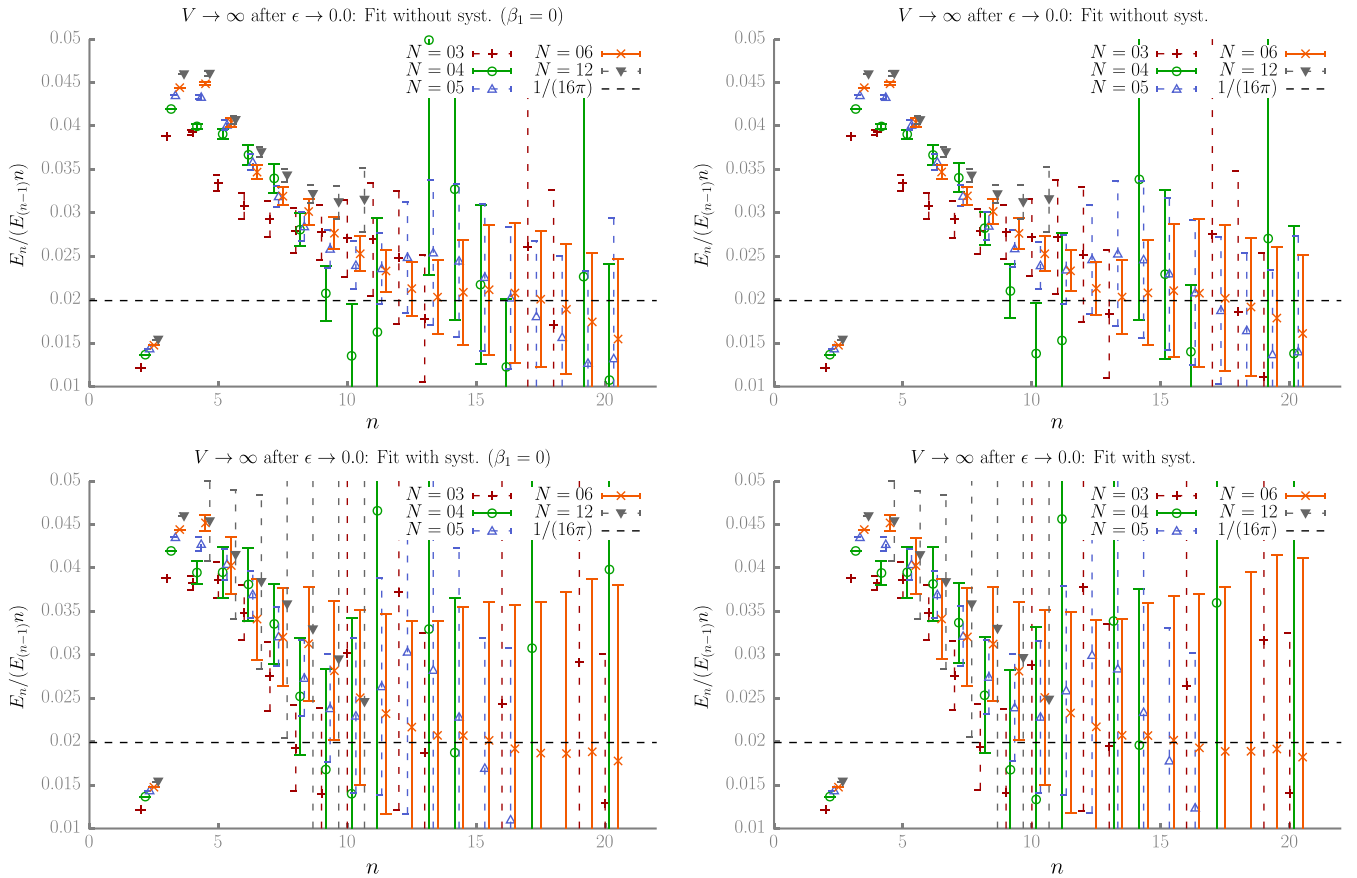 V → ∞ after ϵ → 0.0: Fit without syst. (β₁ = 0)
0.05
0.045
0.04
0.035
0.03
0.025
0.02
0.015
0.01
Eₙ/(E₍ₙ₋₁₎n)
N = 03
N = 04
N = 05
N = 06
N = 12
1/(16π)
0 5 10 15 20
n
V → ∞ after ϵ → 0.0: Fit without syst.
0.05
0.045
0.04
0.035
0.03
0.025
0.02
0.015
0.01
Eₙ/(E₍ₙ₋₁₎n)
N = 03
N = 04
N = 05
N = 06
N = 12
1/(16π)
0 5 10 15 20
n
V → ∞ after ϵ → 0.0: Fit with syst. (β₁ = 0)
0.05
0.045
0.04
0.035
0.03
0.025
0.02
0.015
0.01
Eₙ/(E₍ₙ₋₁₎n)
N = 03
N = 04
N = 05
N = 06
N = 12
1/(16π)
0 5 10 15 20
n
V → ∞ after ϵ → 0.0: Fit with syst.
0.05
0.045
0.04
0.035
0.03
0.025
0.02
0.015
0.01
Eₙ/(E₍ₙ₋₁₎n)
N = 03
N = 04
N = 05
N = 06
N = 12
1/(16π)
0 5 10 15 20
n